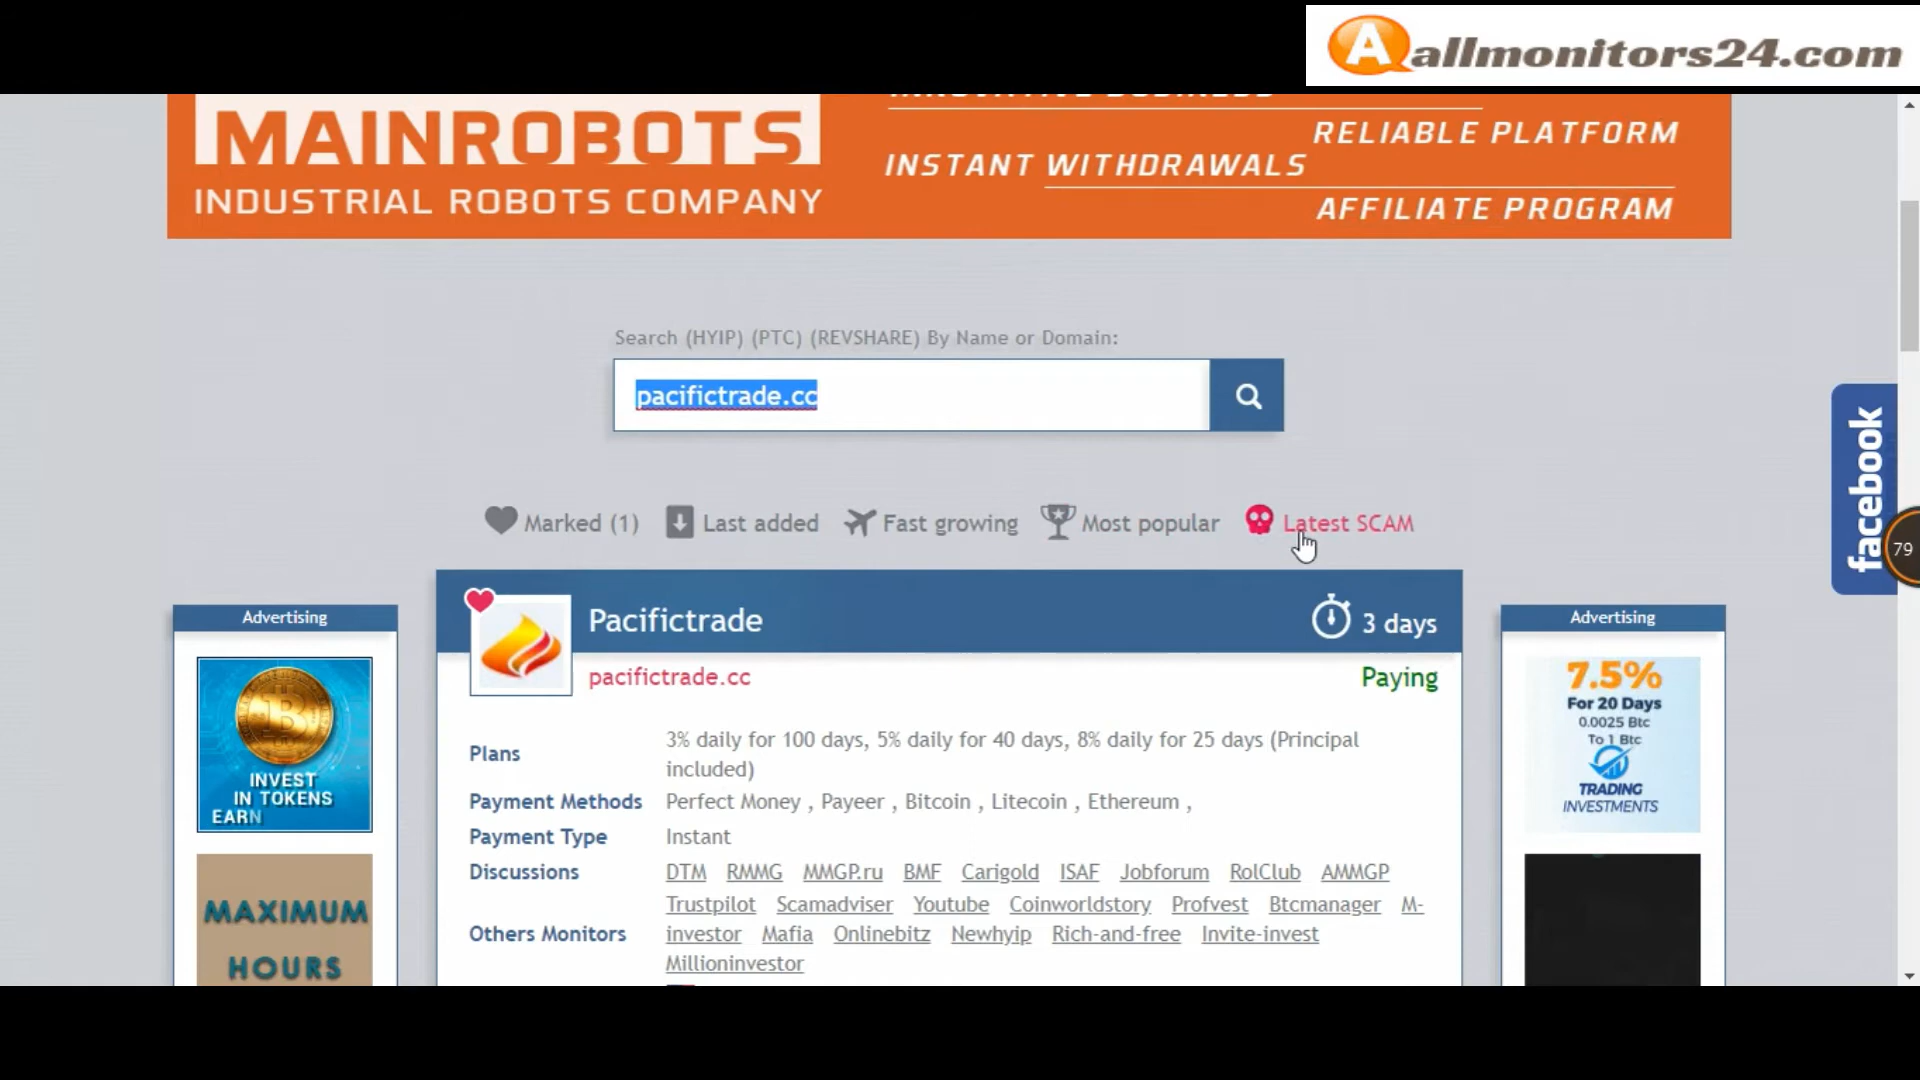 allmonitors24.com
MAINROBOTS
INDUSTRIAL ROBOTS COMPANY
INNOVATIVE BUSINESS
RELIABLE PLATFORM
INSTANT WITHDRAWALS
AFFILIATE PROGRAM
Search (HYIP) (PTC) (REVSHARE) By Name or Domain:
pacifictrade.cc
Marked (1) Last added Fast growing Most popular Latest SCAM
facebook
79
Advertising
INVEST
IN TOKENS
EARN
MAXIMUM
HOURS
Pacifictrade
3 days
pacifictrade.cc
Paying
Plans
3% daily for 100 days, 5% daily for 40 days, 8% daily for 25 days (Principal
included)
Payment Methods Perfect Money , Payeer , Bitcoin , Litecoin , Ethereum ,
Payment Type Instant
Discussions DTM RMMG MMGP.ru BMF Carigold ISAF Jobforum RolClub AMMGP
Others Monitors
Trustpilot Scamadviser Youtube Coinworldstory Profvest Btcmanager M-
investor Mafia Onlinebitz Newhyip Rich-and-free Invite-invest
Millioninvestor
Advertising
7.5%
For 20 Days
0.0025 Btc
To 1 Btc
TRADING
INVESTMENTS